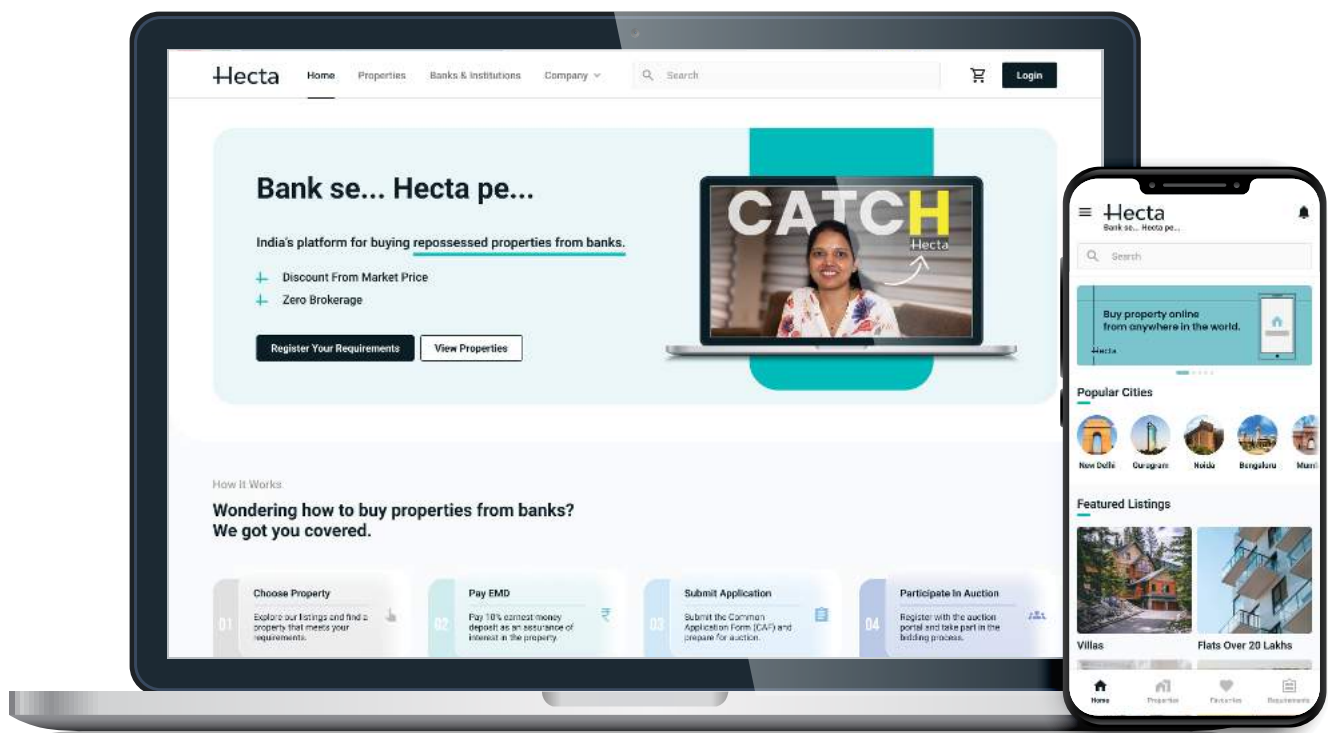 Hecta
Home Properties Banks & Institutions Company
Search
Login
Bank se... Hecta pe...
India's platform for buying repossessed properties from banks.
Discount From Market Price
Zero Brokerage
Register Your Requirements
View Properties
CATCH
Hecta
How It Works
Wondering how to buy properties from banks?
We got you covered.
01
Choose Property
Explore our listings and find a
property that meets your
requirements.
02
Pay EMD
Pay 10% earnest money
deposit as an assurance of
interest in the property.
03
Submit Application
Submit the Common
Application Form (CAF) and
prepare for auction.
04
Participate In Auction
Register with the auction
portal and take part in the
bidding process.
Hecta
Bank se... Hecta pe...
Search
Buy property online
from anywhere in the world.
Hecta
Popular Cities
New Delhi Gurugram Noida Bengaluru Mum
Featured Listings
Villas Flats Over 20 Lakhs
Home Properties Favourites Requirements